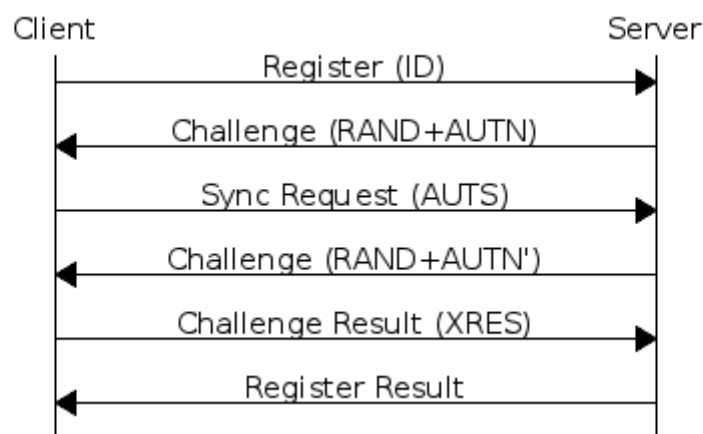 Client
Server
Register (ID)
Challenge (RAND+AUTN)
Sync Request (AUTS)
Challenge (RAND+AUTN')
Challenge Result (XRES)
Register Result